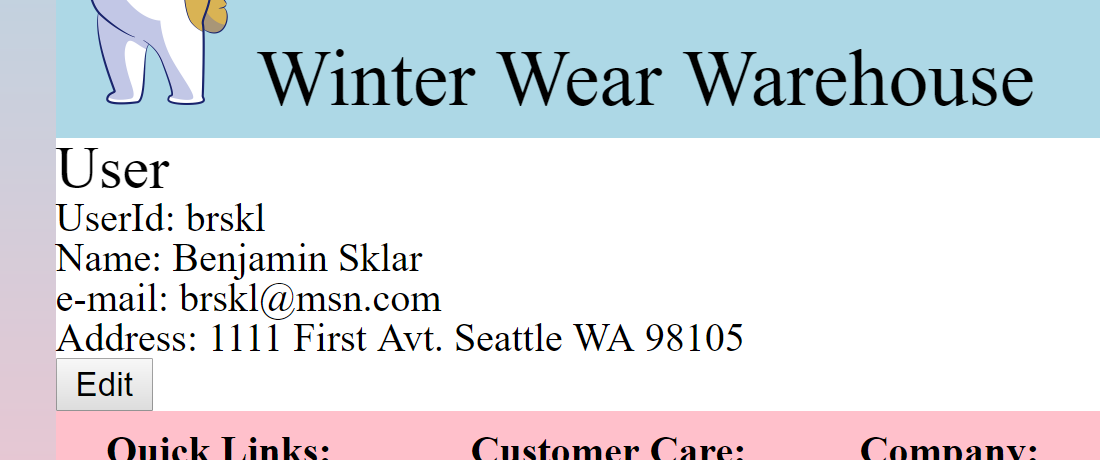 Winter Wear Warehouse
User
UserId: brskl
Name: Benjamin Sklar
e-mail: brskl@msn.com
Address: 1111 First Avt. Seattle WA 98105
Edit
Quick Links: Customer Care: Company: